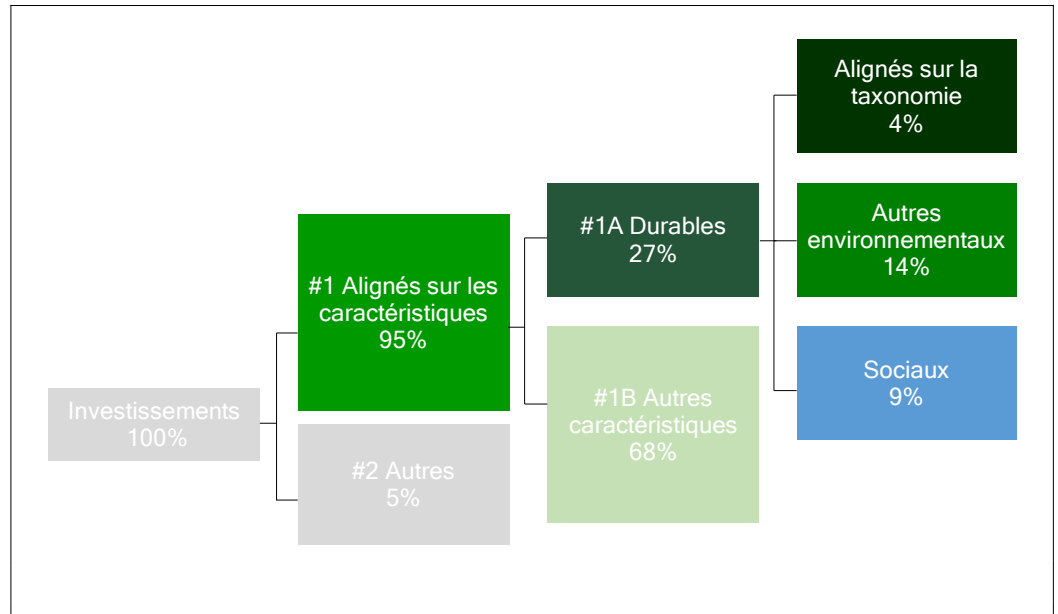 Investissements
100%
#1 Alignés sur les
caractéristiques
95%
#2 Autres
5%
#1A Durables
27%
#1B Autres
caractéristiques
68%
Alignés sur la
taxonomie
4%
Autres
environnementaux
14%
Sociaux
9%